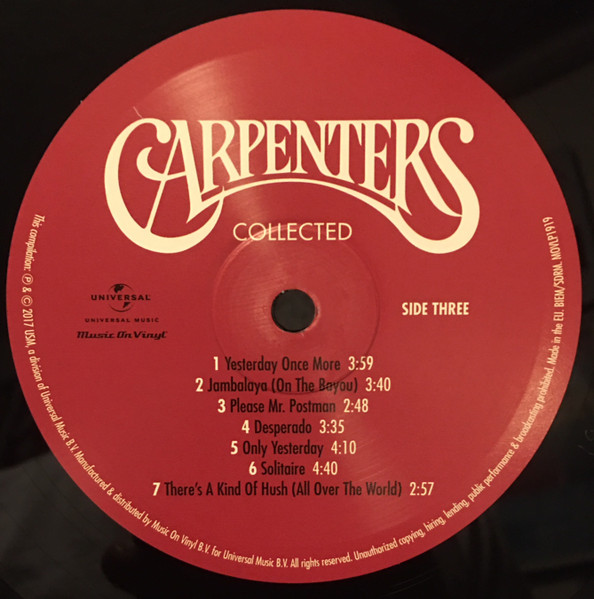 CARPENTERS
COLLECTED
UNIVERSAL
UNIVERSAL MUSIC
Music On Vinyl
SIDE THREE
1 Yesterday Once More 3:59
2 Jambalaya (On The Bayou) 3:40
3 Please Mr. Postman 2:48
4 Desperado 3:35
5 Only Yesterday 4:10
6 Solitaire 4:40
7 There's A Kind Of Hush (All Over The World) 2:57
This compilation: ℗ & © 2017 USM, a division of Universal Music B.V. Manufactured & distributed by Music On Vinyl B.V. for Universal Music B.V. All rights reserved. Unauthorized copying, hiring, lending, public performance & broadcasting prohibited. Made in the EU. BIEM/SDRM. MOVLP1919